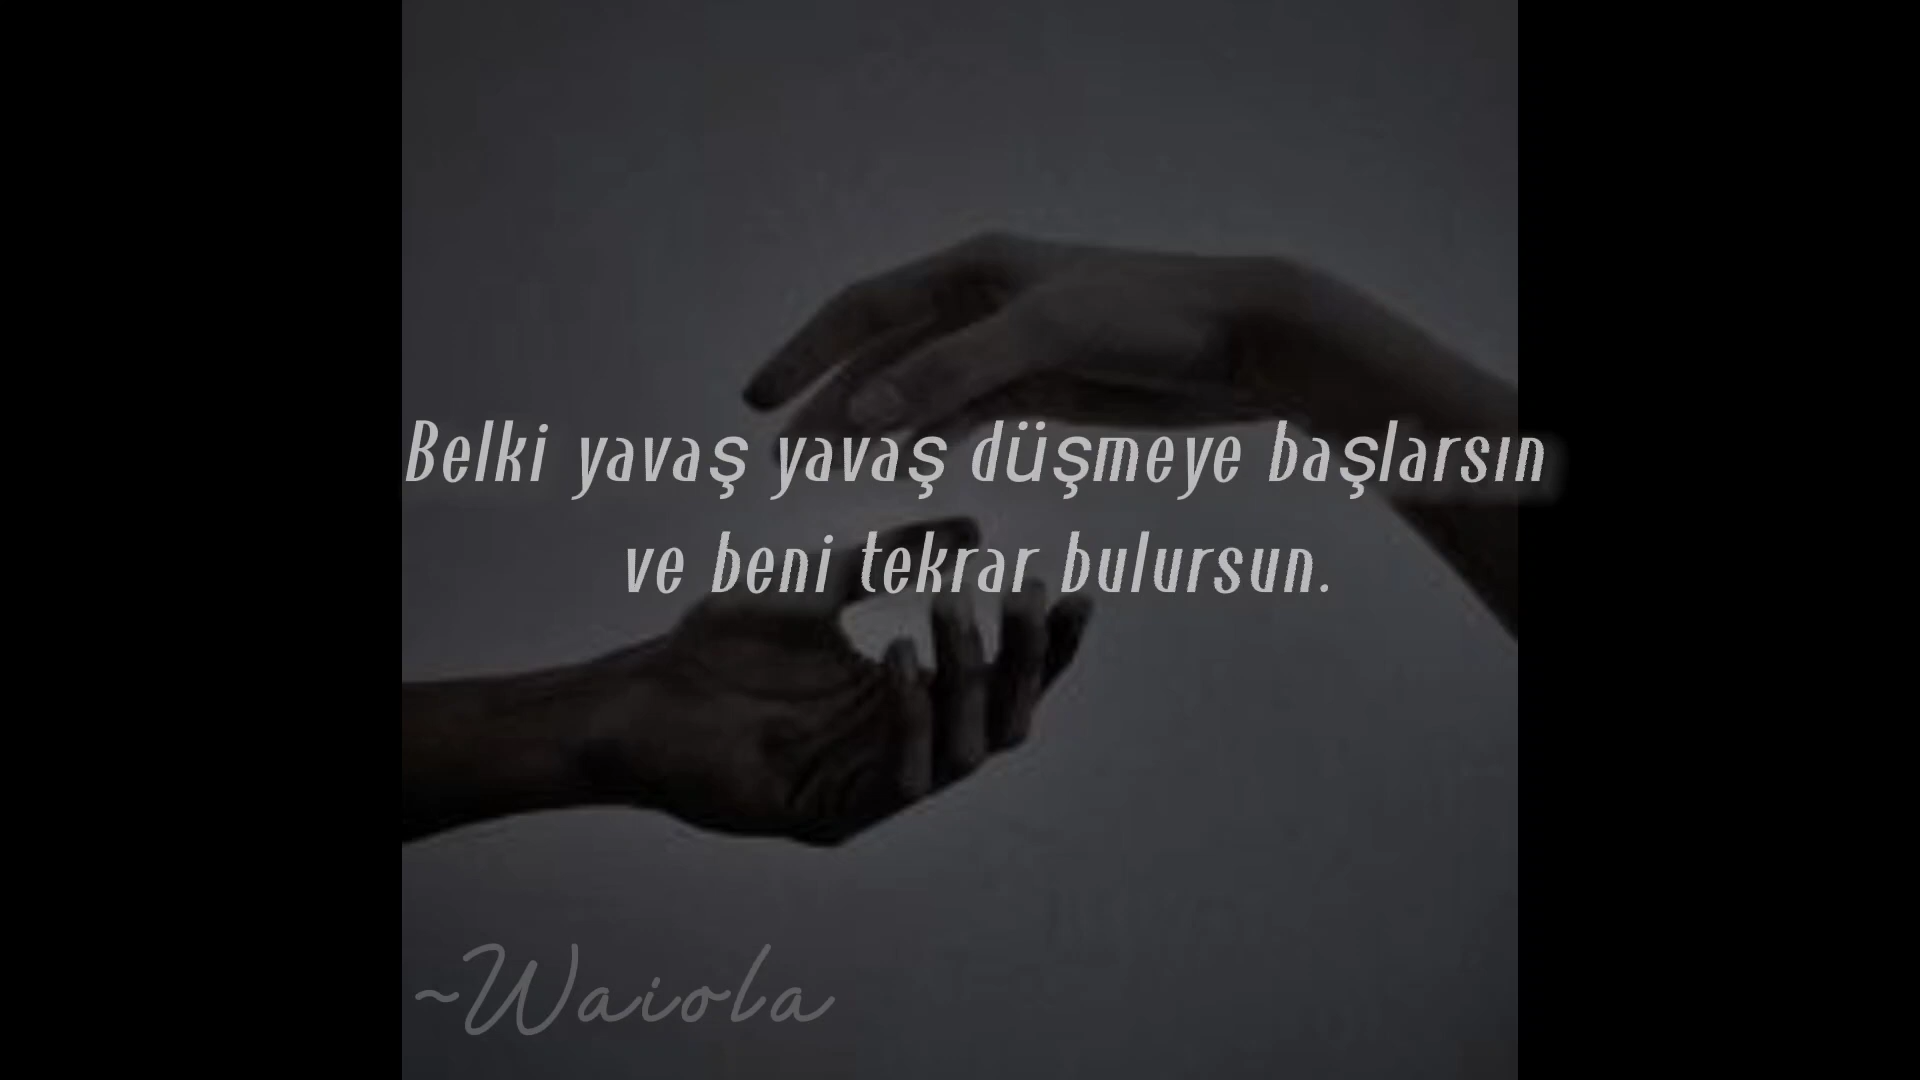 Belki yavaş yavaş düşmeye başlarsın
ve beni tekrar bulursun.
~Waiola